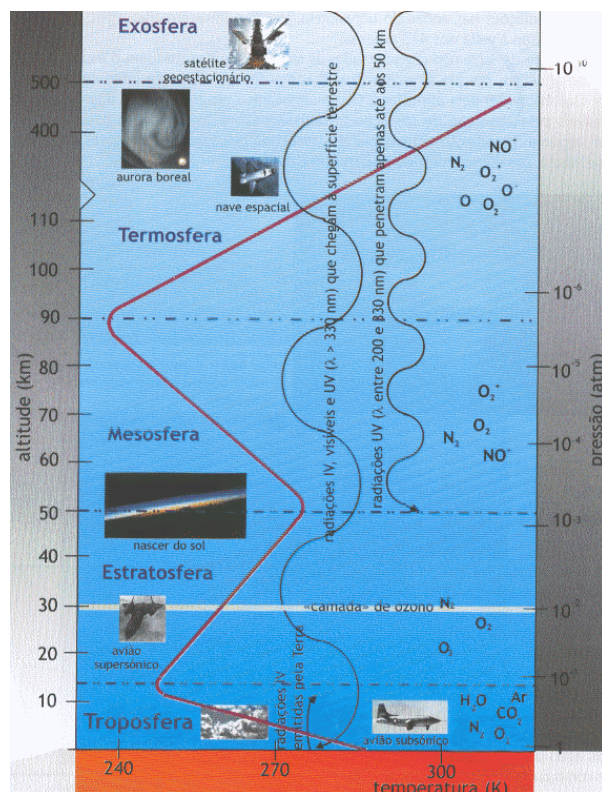 Exosfera
satélite
geoestacionário
500
10⁻¹⁰
400
aurora boreal
nave espacial
NO⁺
N₂
O₂⁺
O⁻
O
O₂
110
Termosfera
100
10⁻⁶
90
80
10⁻⁵
70
O₂⁺
O₂
N₂
NO⁺
Mesosfera
10⁻⁴
60
50
10⁻³
nascer do sol
40
Estratosfera
30
«camada» de ozono
N₂
10⁻²
avião
supersónico
O₂
O₃
20
10⁻¹
10
Troposfera
H₂O
Ar
CO₂
N₂
O₂
avião subsónico
1
240
270
300
temperatura (K)
altitude (km)
pressão (atm)
radiações IV, visíveis e UV (λ > 330 nm) que chegam à superfície terrestre
radiações UV (λ entre 200 e 330 nm) que penetram apenas até aos 50 km
radiações IV
emitidas pela Terra